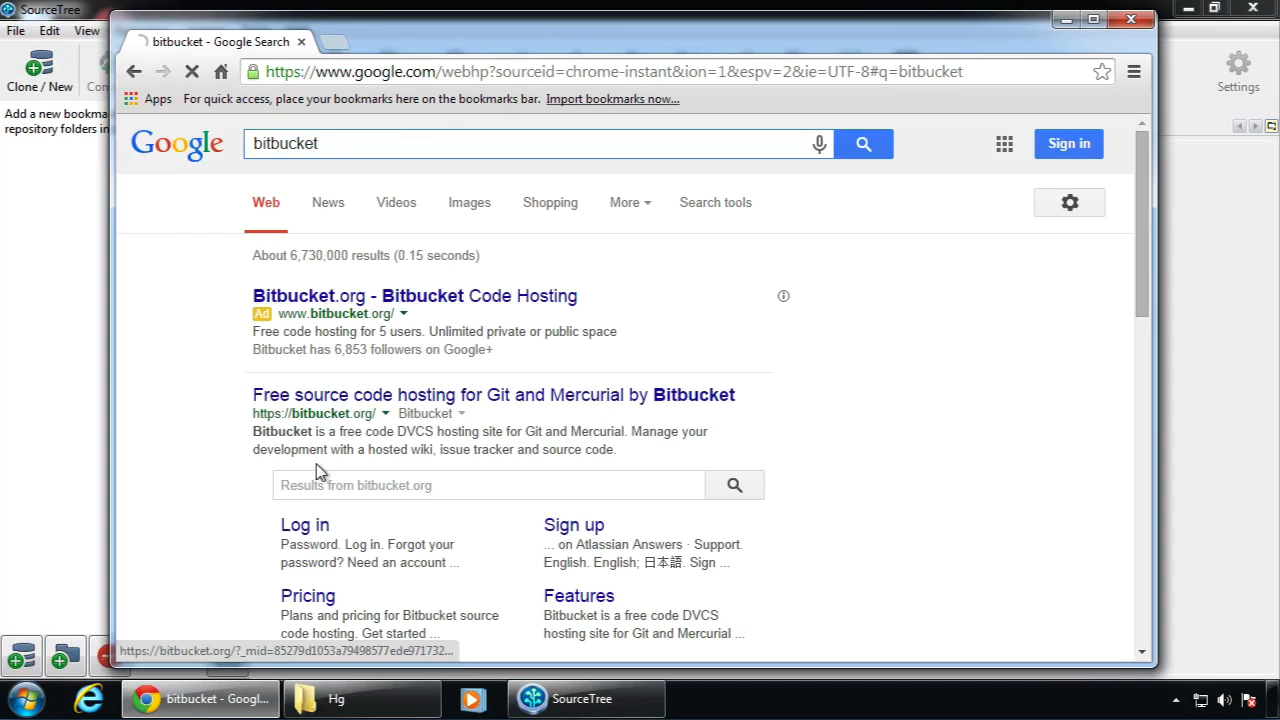 SourceTree
File Edit View
Clone / New
Add a new bookma
repository folders in
Settings
bitbucket - Google Search
https://www.google.com/webhp?sourceid=chrome-instant&ion=1&espv=2&ie=UTF-8#q=bitbucket
Apps For quick access, place your bookmarks here on the bookmarks bar. Import bookmarks now...
Google
bitbucket
Sign in
Web News Videos Images Shopping More Search tools
About 6,730,000 results (0.15 seconds)
Bitbucket.org - Bitbucket Code Hosting
Ad www.bitbucket.org/
Free code hosting for 5 users. Unlimited private or public space
Bitbucket has 6,853 followers on Google+
Free source code hosting for Git and Mercurial by Bitbucket
https://bitbucket.org/ Bitbucket
Bitbucket is a free code DVCS hosting site for Git and Mercurial. Manage your
development with a hosted wiki, issue tracker and source code.
Results from bitbucket.org
Log in
Password. Log in. Forgot your
password? Need an account ...
Sign up
... on Atlassian Answers · Support.
English. English; 日本語. Sign ...
Pricing
Plans and pricing for Bitbucket source
code hosting. Get started ...
Features
Bitbucket is a free code DVCS
hosting site for Git and Mercurial ...
https://bitbucket.org/?_mid=85279d1053a79498577ede971732...
bitbucket - Googl... Hg SourceTree